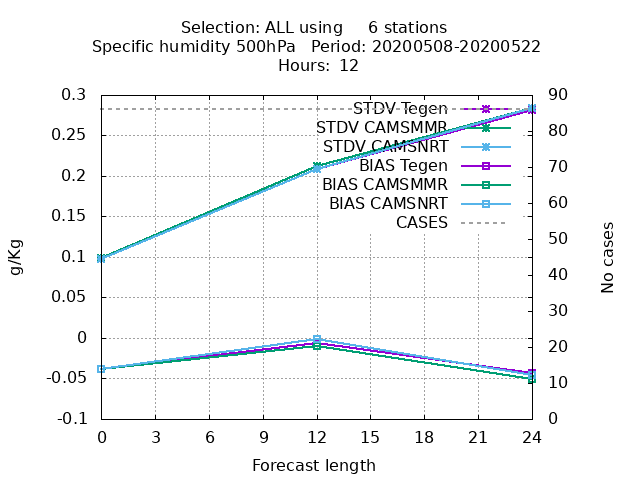 Selection: ALL using     6 stations
Specific humidity 500hPa   Period: 20200508-20200522
Hours: 12
0.3
0.25
0.2
0.15
0.1
0.05
0
-0.05
-0.1
90
80
70
60
50
40
30
20
10
0
STDV Tegen
STDV CAMSMMR
STDV CAMSNRT
BIAS Tegen
BIAS CAMSMMR
BIAS CAMSNRT
CASES
g/Kg
No cases
0 3 6 9 12 15 18 21 24
Forecast length